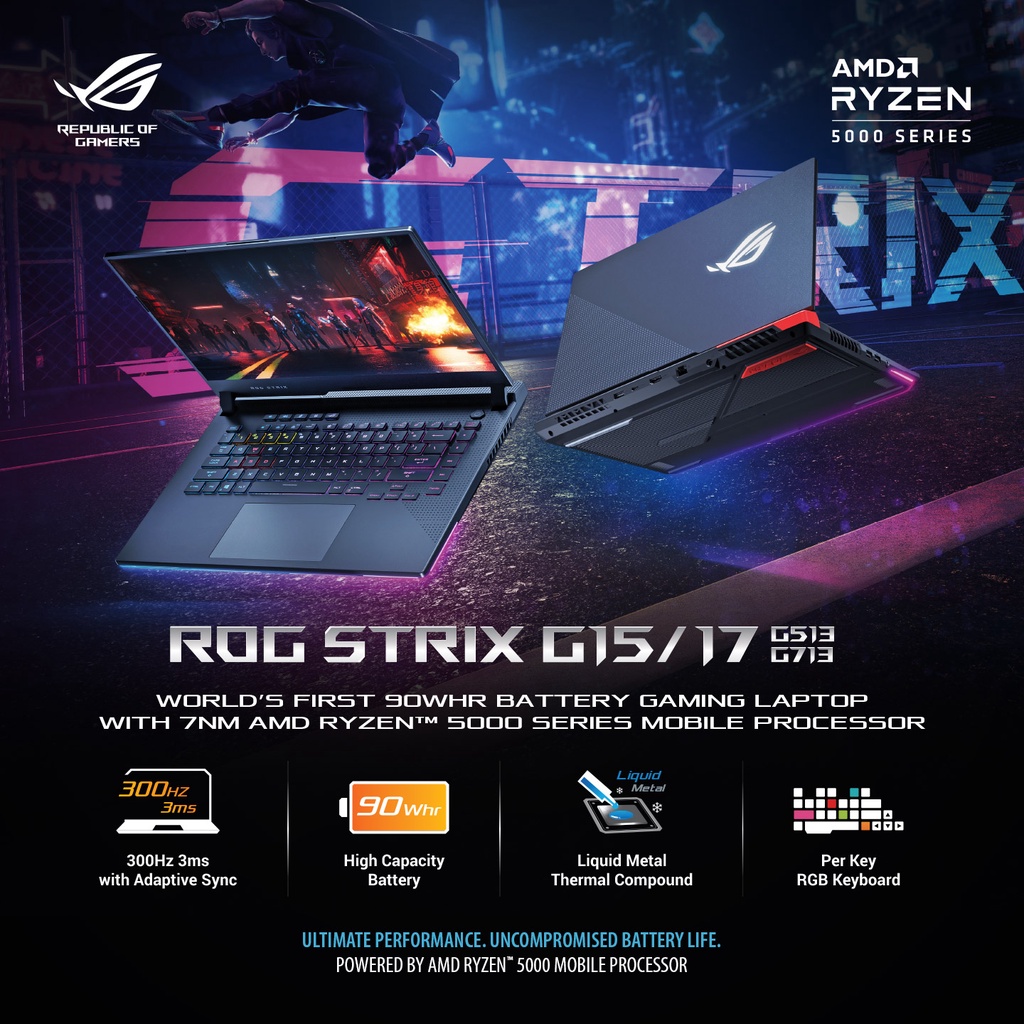 REPUBLIC OF
GAMERS
AMD
RYZEN
5000 SERIES
STRIX
ROG STRIX
ROG STRIX G15/17 G513
G713
WORLD'S FIRST 90WHR BATTERY GAMING LAPTOP
WITH 7NM AMD RYZEN™ 5000 SERIES MOBILE PROCESSOR
300HZ
3ms
300Hz 3ms
with Adaptive Sync
90Whr
High Capacity
Battery
Liquid
Metal
Liquid Metal
Thermal Compound
Per Key
RGB Keyboard
ULTIMATE PERFORMANCE. UNCOMPROMISED BATTERY LIFE.
POWERED BY AMD RYZEN™ 5000 MOBILE PROCESSOR